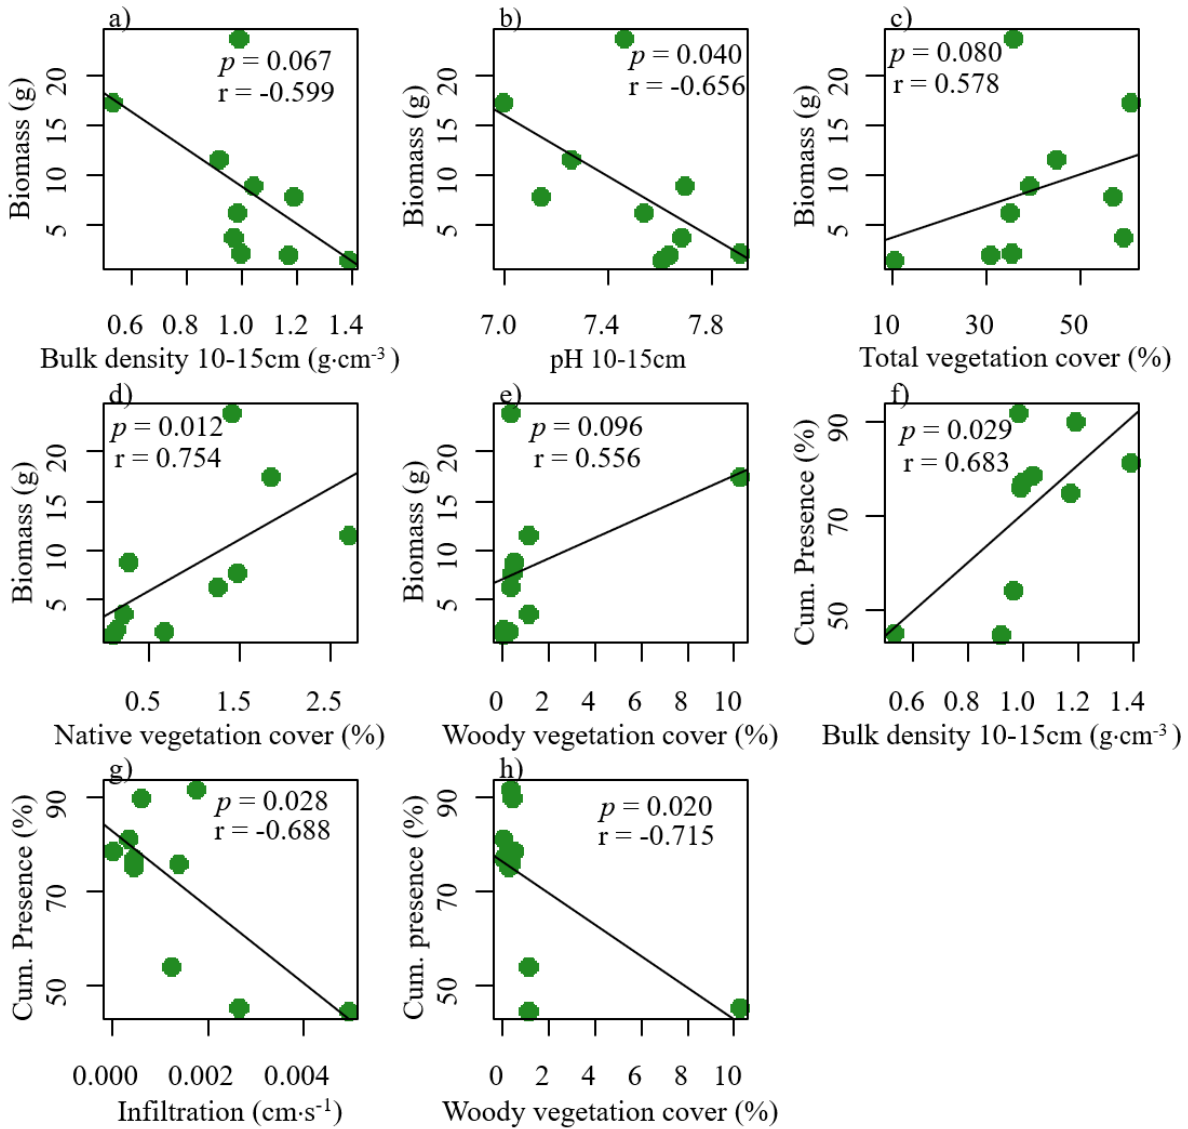 a)
p = 0.067
r = -0.599
Biomass (g)
5 10 15 20
0.6 0.8 1.0 1.2 1.4
Bulk density 10-15cm (g·cm⁻³)
b)
p = 0.040
r = -0.656
Biomass (g)
5 10 15 20
7.0 7.4 7.8
pH 10-15cm
c)
p = 0.080
r = 0.578
Biomass (g)
5 10 15 20
10 30 50
Total vegetation cover (%)
d)
p = 0.012
r = 0.754
Biomass (g)
5 10 15 20
0.5 1.5 2.5
Native vegetation cover (%)
e)
p = 0.096
r = 0.556
Biomass (g)
5 10 15 20
0 2 4 6 8 10
Woody vegetation cover (%)
f)
p = 0.029
r = 0.683
Cum. Presence (%)
50 70 90
0.6 1.0 1.2 1.4
Bulk density 10-15cm (g·cm⁻³)
g)
p = 0.028
r = -0.688
Cum. Presence (%)
50 70 90
0.000 0.002 0.004
Infiltration (cm·s⁻¹)
h)
p = 0.020
r = -0.715
Cum. presence (%)
50 70 90
0 2 4 6 8 10
Woody vegetation cover (%)